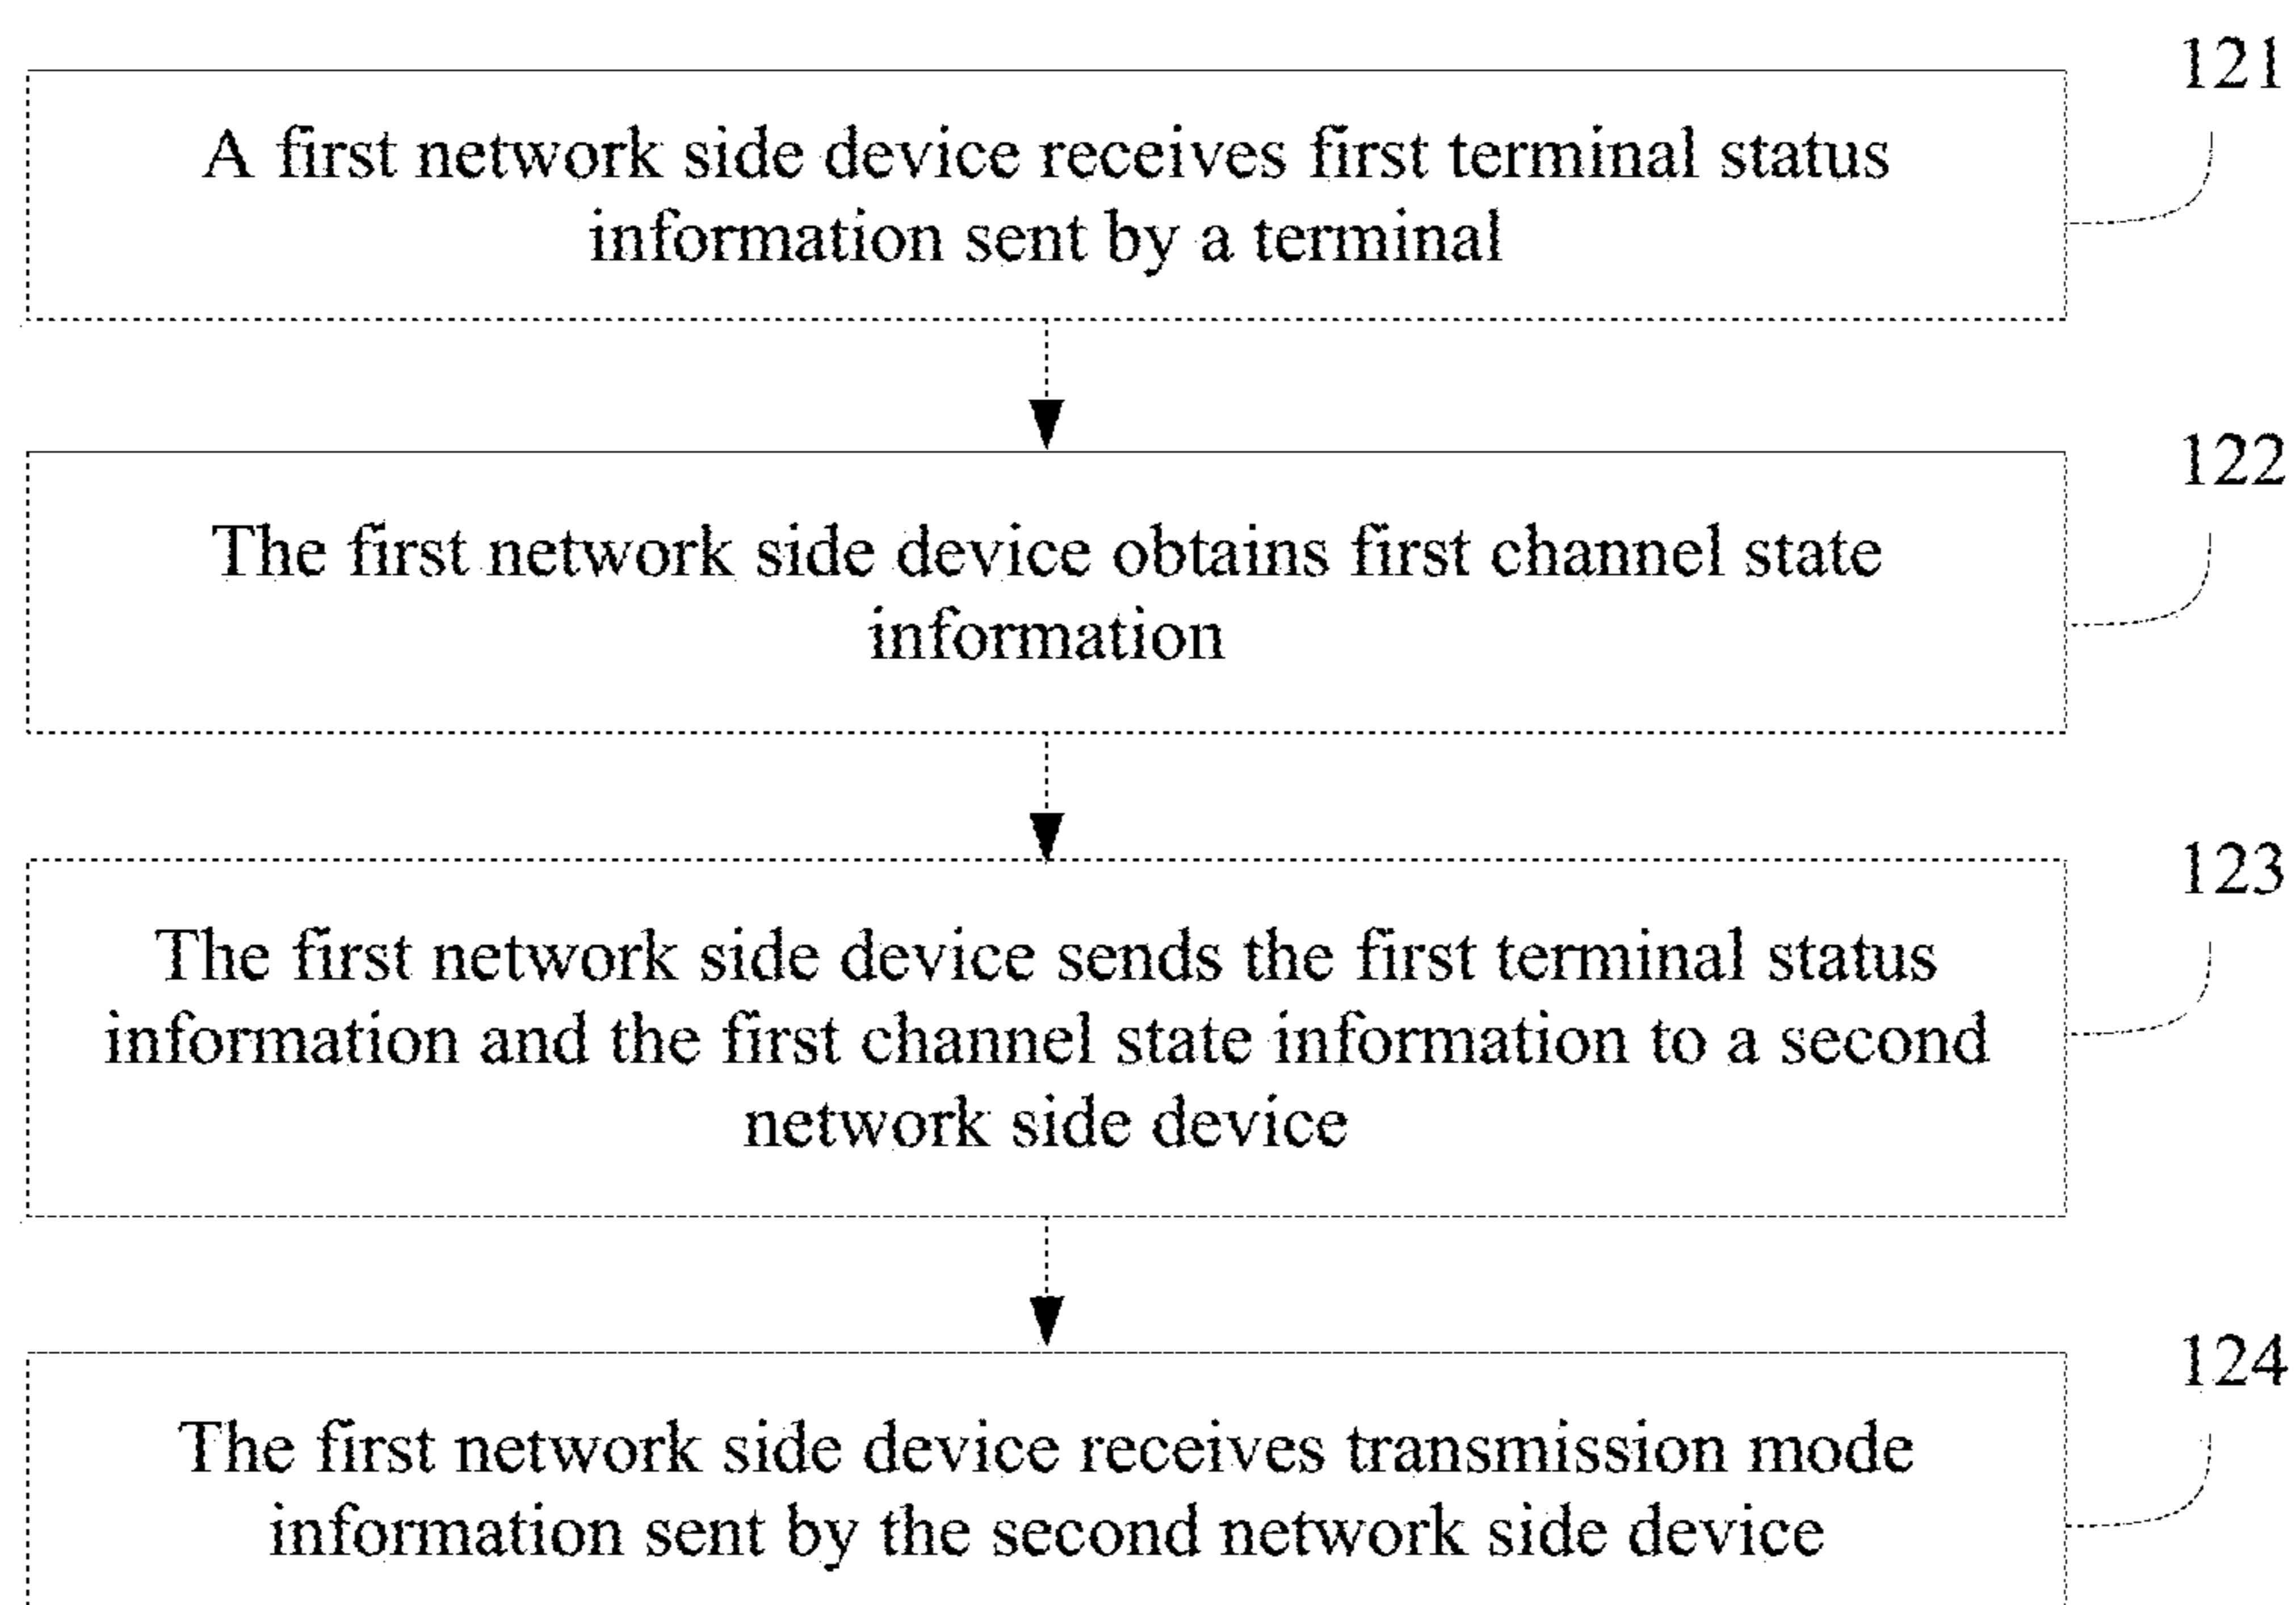 121
A first network side device receives first terminal status
information sent by a terminal
122
The first network side device obtains first channel state
information
123
The first network side device sends the first terminal status
information and the first channel state information to a second
network side device
124
The first network side device receives transmission mode
information sent by the second network side device